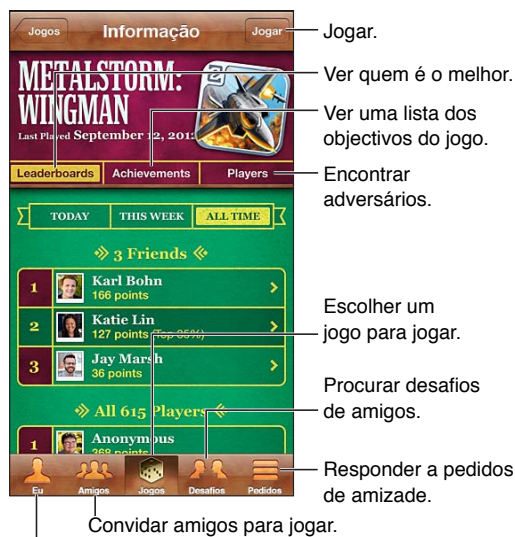 Jogos Informação Jogar
METALSTORM:
WINGMAN
Last Played September 12, 2012
Leaderboards Achievements Players
TODAY THIS WEEK ALL TIME
3 Friends
1 Karl Bohn
166 points
2 Katie Lin
127 points (Top 35%)
3 Jay Marsh
36 points
All 615 Players
1 Anonymous
368 points
Eu Amigos Jogos Desafios Pedidos
Jogar.
Ver quem é o melhor.
Ver uma lista dos
objectivos do jogo.
Encontrar
adversários.
Escolher um
jogo para jogar.
Procurar desafios
de amigos.
Responder a pedidos
de amizade.
Convidar amigos para jogar.